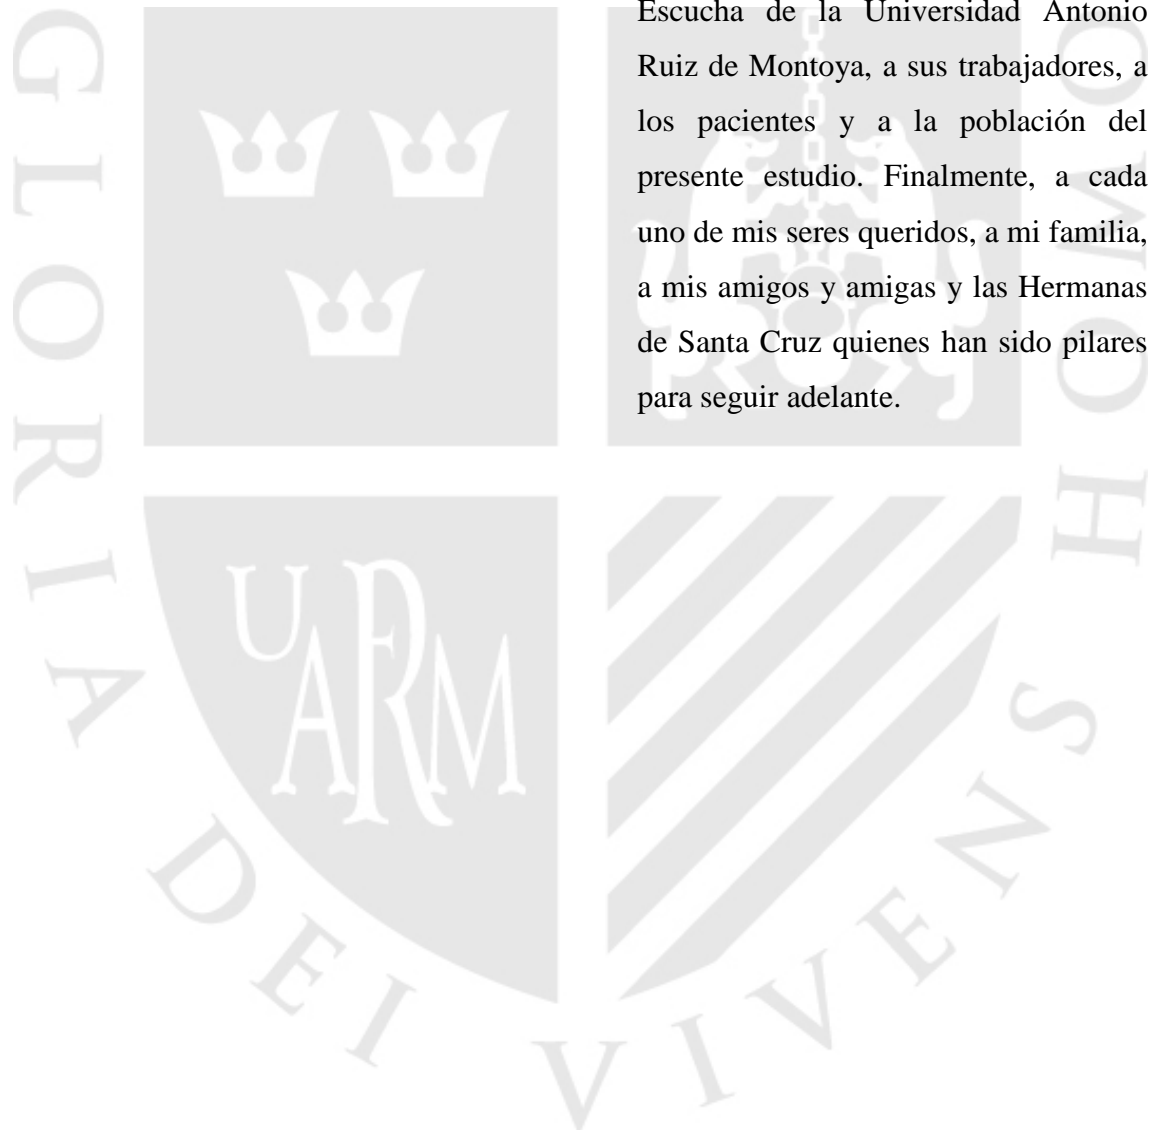 Escucha de la Universidad Antonio
Ruiz de Montoya, a sus trabajadores, a
los pacientes y a la población del
presente estudio. Finalmente, a cada
uno de mis seres queridos, a mi familia,
a mis amigos y amigas y las Hermanas
de Santa Cruz quienes han sido pilares
para seguir adelante.
GLORIA DEI VIVENS HOMO
UARM